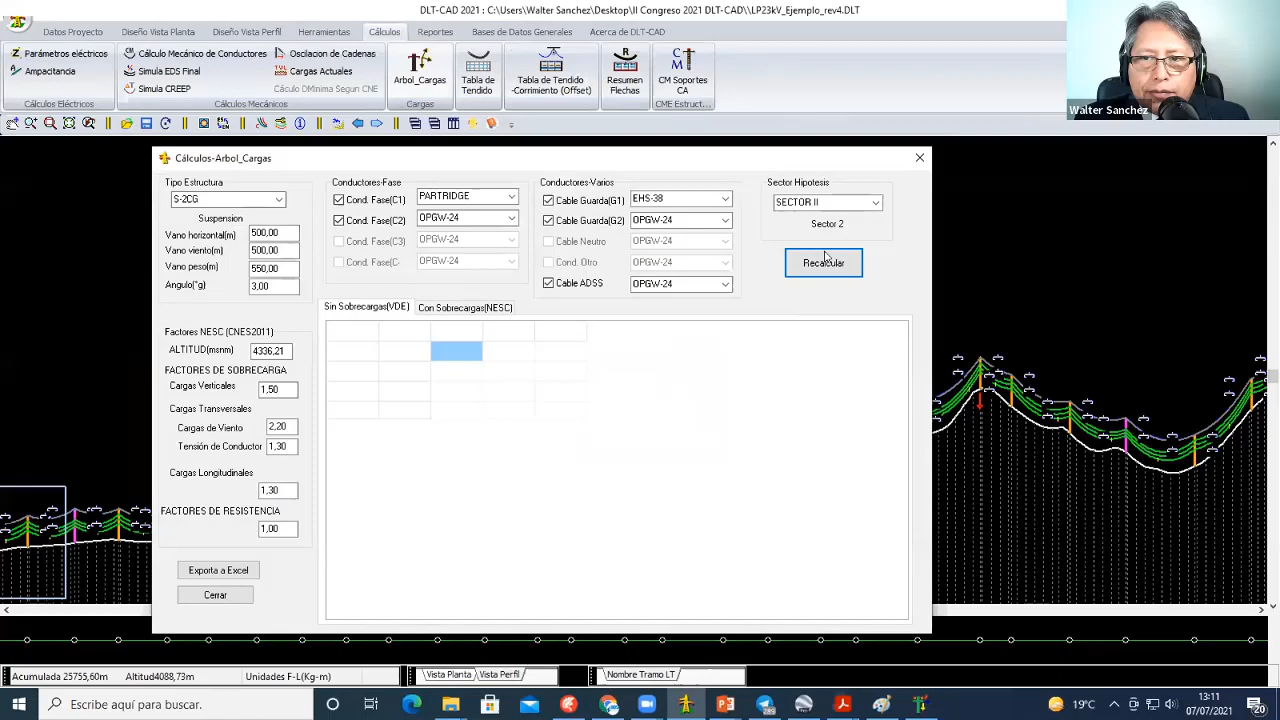 DLT-CAD 2021 : C:\Users\Walter Sanchez\Desktop\II Congreso 2021 DLT-CAD\\LP23kV_Ejemplo_rev4.DLT
Datos Proyecto Diseño Vista Planta Diseño Vista Perfil Herramientas Cálculos Reportes Bases de Datos Generales Acerca de DLT-CAD
Parámetros eléctricos
Ampacitancia
Cálculos Eléctricos
Cálculo Mecánico de Conductores
Simula EDS Final
Simula CREEP
Oscilacion de Cadenas
Cargas Actuales
Cálculo DMinima Segun CNE
Cálculos Mecánicos
Arbol_Cargas
Cargas
Tabla de
Tendido
Tabla de Tendido
-Corrimiento (Offset)
Resumen
Flechas
CM Soportes
CA
CME Estruct...
Walter Sanchez
Cálculos-Arbol_Cargas
Tipo Estructura
S-2CG
Suspension
Vano horizontal(m) 500,00
Vano viento(m) 500,00
Vano peso(m) 550,00
Angulo(°g) 3,00
Conductores-Fase
Cond. Fase(C1) PARTRIDGE
Cond. Fase(C2) OPGW-24
Cond. Fase(C3) OPGW-24
Cond. Fase(C OPGW-24
Conductores-Varios
Cable Guarda(G1) EHS-38
Cable Guarda(G2) OPGW-24
Cable Neutro OPGW-24
Cond. Otro OPGW-24
Cable ADSS OPGW-24
Sector Hipotesis
SECTOR II
Sector 2
Recalcular
Sin Sobrecargas(VDE) Con Sobrecargas(NESC)
Factores NESC (CNES2011)
ALTITUD(msnm) 4336,21
FACTORES DE SOBRECARGA
Cargas Verticales 1,50
Cargas Transversales
Cargas de Viento 2,20
Tensión de Conductor 1,30
Cargas Longitudinales
1,30
FACTORES DE RESISTENCIA
1,00
Exporta a Excel
Cerrar
Acumulada 25755,60m Altitud4088,73m Unidades F-L(Kg-m) Vista Planta Vista Perfil Nombre Tramo LT
Escribe aquí para buscar.
19°C
13:11
07/07/2021
20